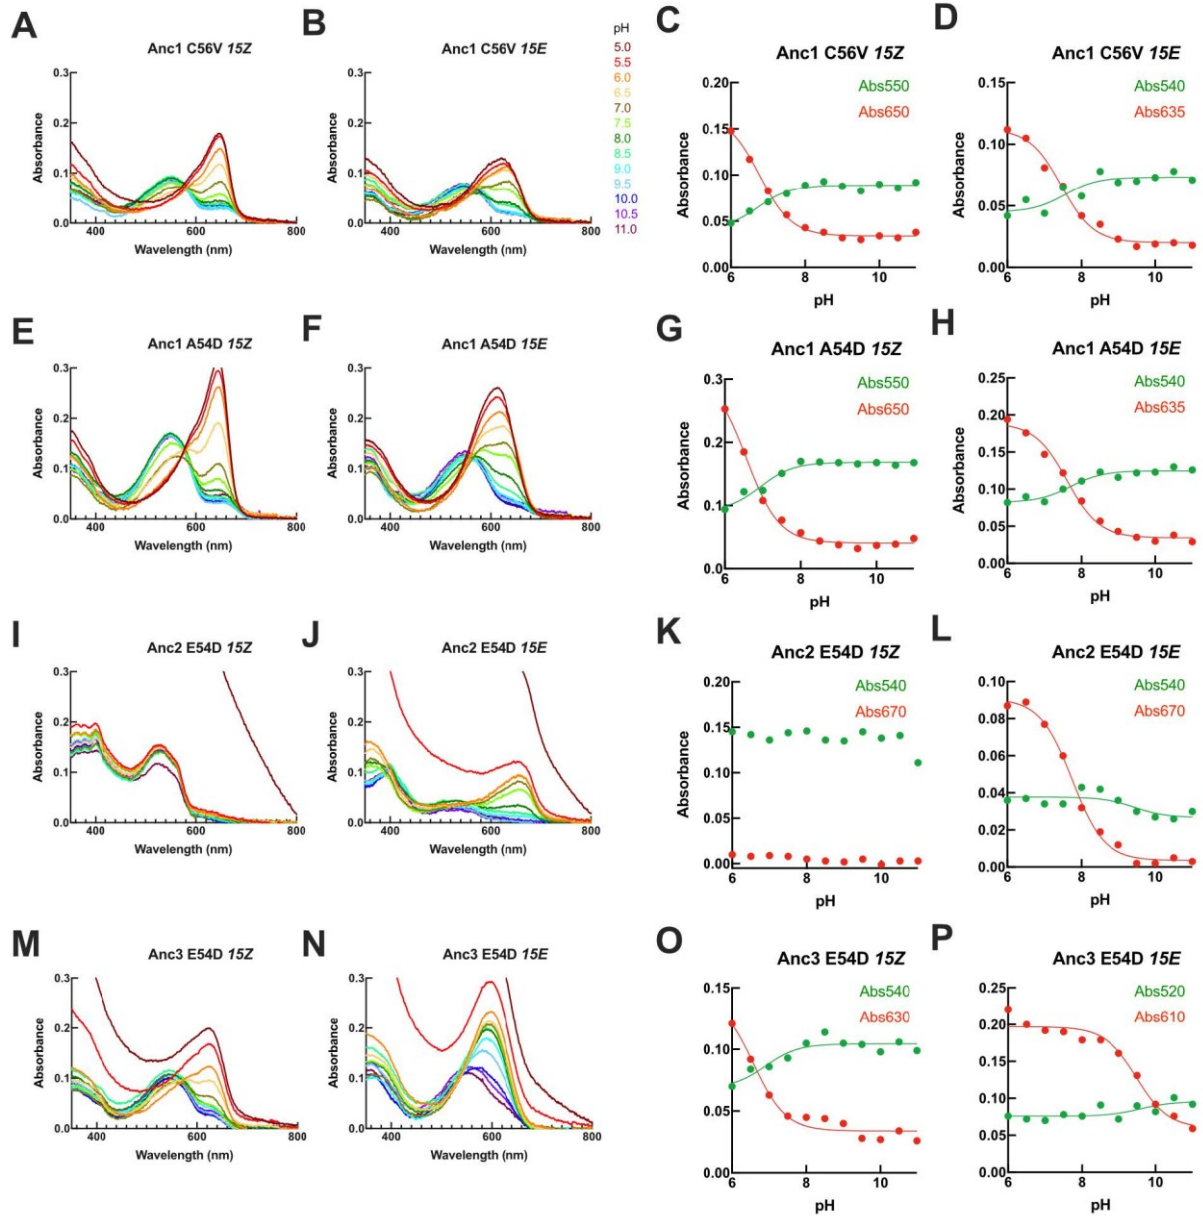 A
Anc1 C56V 15Z
0.3
0.2
0.1
0.0
400
600
800
Absorbance
Wavelength (nm)
B
Anc1 C56V 15E
0.3
0.2
0.1
0.0
400
600
800
Absorbance
Wavelength (nm)
pH
5.0
5.5
6.0
6.5
7.0
7.5
8.0
8.5
9.0
9.5
10.0
10.5
11.0
C
Anc1 C56V 15Z
Abs550
Abs650
0.20
0.15
0.10
0.05
0.00
6
8
10
Absorbance
pH
D
Anc1 C56V 15E
Abs540
Abs635
0.15
0.10
0.05
0.00
6
8
10
Absorbance
pH
E
Anc1 A54D 15Z
0.3
0.2
0.1
0.0
400
600
800
Absorbance
Wavelength (nm)
F
Anc1 A54D 15E
0.3
0.2
0.1
0.0
400
600
800
Absorbance
Wavelength (nm)
G
Anc1 A54D 15Z
Abs550
Abs650
0.3
0.2
0.1
0.0
6
8
10
Absorbance
pH
H
Anc1 A54D 15E
Abs540
Abs635
0.25
0.20
0.15
0.10
0.05
0.00
6
8
10
Absorbance
pH
I
Anc2 E54D 15Z
0.3
0.2
0.1
0.0
400
600
800
Absorbance
Wavelength (nm)
J
Anc2 E54D 15E
0.3
0.2
0.1
0.0
400
600
800
Absorbance
Wavelength (nm)
K
Anc2 E54D 15Z
Abs540
Abs670
0.20
0.15
0.10
0.05
0.00
6
8
10
Absorbance
pH
L
Anc2 E54D 15E
Abs540
Abs670
0.10
0.08
0.06
0.04
0.02
0.00
6
8
10
Absorbance
pH
M
Anc3 E54D 15Z
0.3
0.2
0.1
0.0
400
600
800
Absorbance
Wavelength (nm)
N
Anc3 E54D 15E
0.3
0.2
0.1
0.0
400
600
800
Absorbance
Wavelength (nm)
O
Anc3 E54D 15Z
Abs540
Abs630
0.15
0.10
0.05
0.00
6
8
10
Absorbance
pH
P
Anc3 E54D 15E
Abs520
Abs610
0.25
0.20
0.15
0.10
0.05
0.00
6
8
10
Absorbance
pH